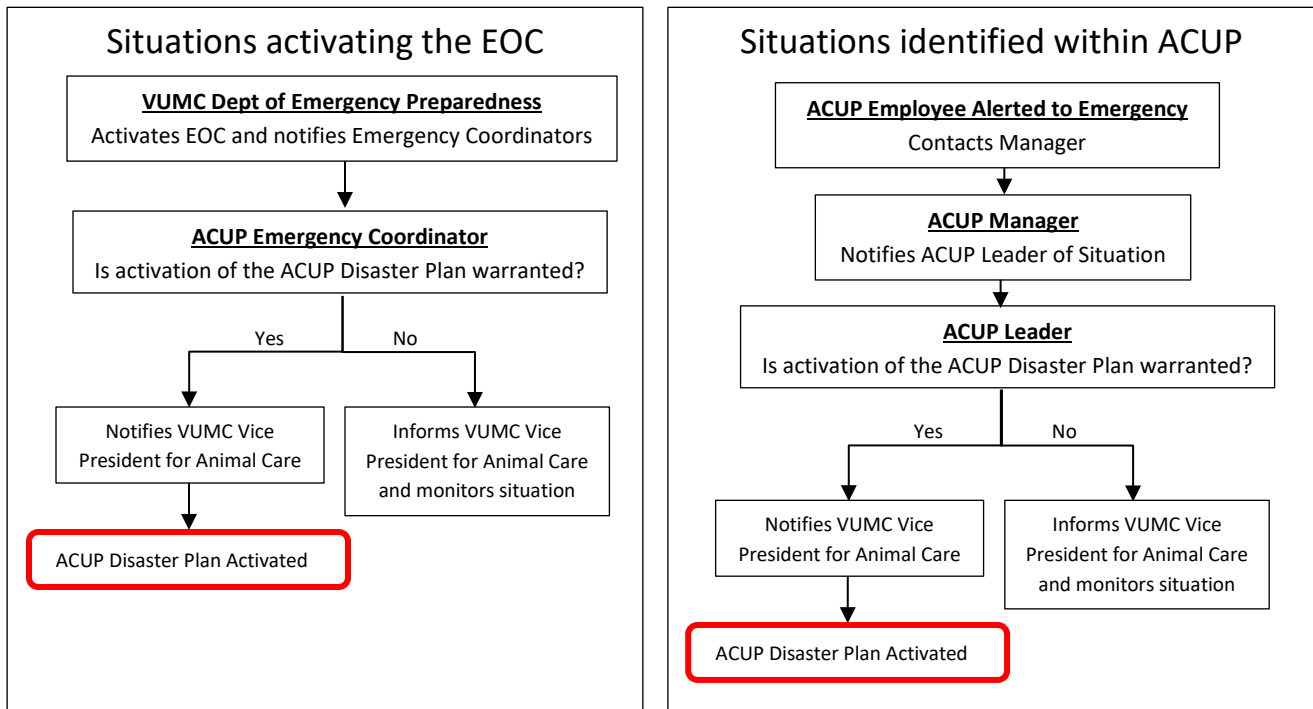 Situations activating the EOC
VUMC Dept of Emergency Preparedness
Activates EOC and notifies Emergency Coordinators
ACUP Emergency Coordinator
Is activation of the ACUP Disaster Plan warranted?
Yes
No
Notifies VUMC Vice
President for Animal Care
Informs VUMC Vice
President for Animal Care
and monitors situation
ACUP Disaster Plan Activated
Situations identified within ACUP
ACUP Employee Alerted to Emergency
Contacts Manager
ACUP Manager
Notifies ACUP Leader of Situation
ACUP Leader
Is activation of the ACUP Disaster Plan warranted?
Yes
No
Notifies VUMC Vice
President for Animal Care
Informs VUMC Vice
President for Animal Care
and monitors situation
ACUP Disaster Plan Activated